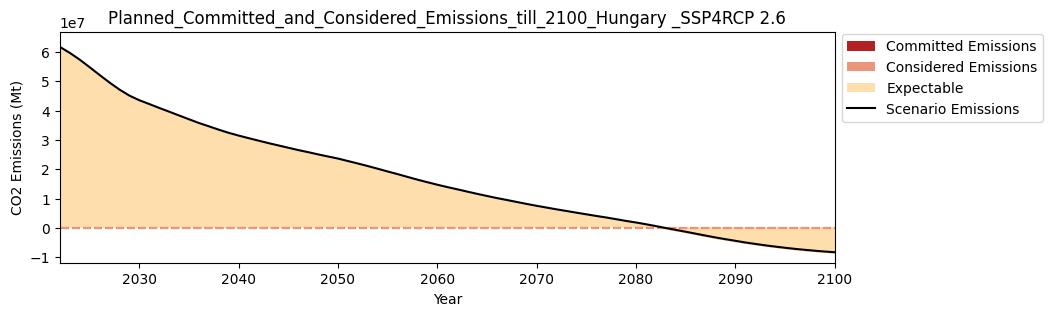 Planned_Committed_and_Considered_Emissions_till_2100_Hungary _SSP4RCP 2.6
1e7
6
5
4
3
2
1
0
−1
CO2 Emissions (Mt)
2030 2040 2050 2060 2070 2080 2090 2100
Year
Committed Emissions
Considered Emissions
Expectable
Scenario Emissions